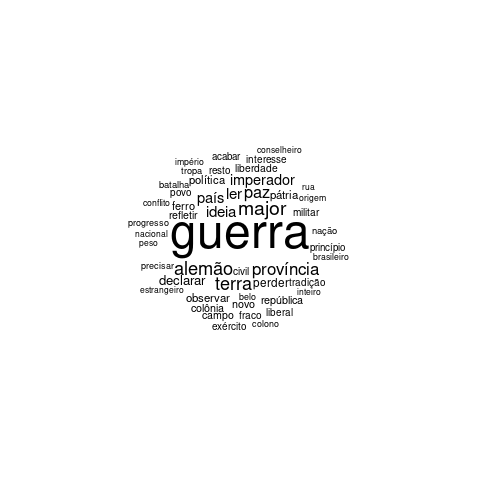 conselheiro
acabar interesse
império
tropa resto liberdade
política imperador rua
batalha
povo país ler paz pátria origem
conflito ferro ideia major militar
refletir
progresso guerra nação
nacional
peso princípio
brasileiro
precisar alemão civil província
declarar terra perder tradição
estrangeiro inteiro
observar belo república
novo
colônia
campo fraco liberal
exército colono